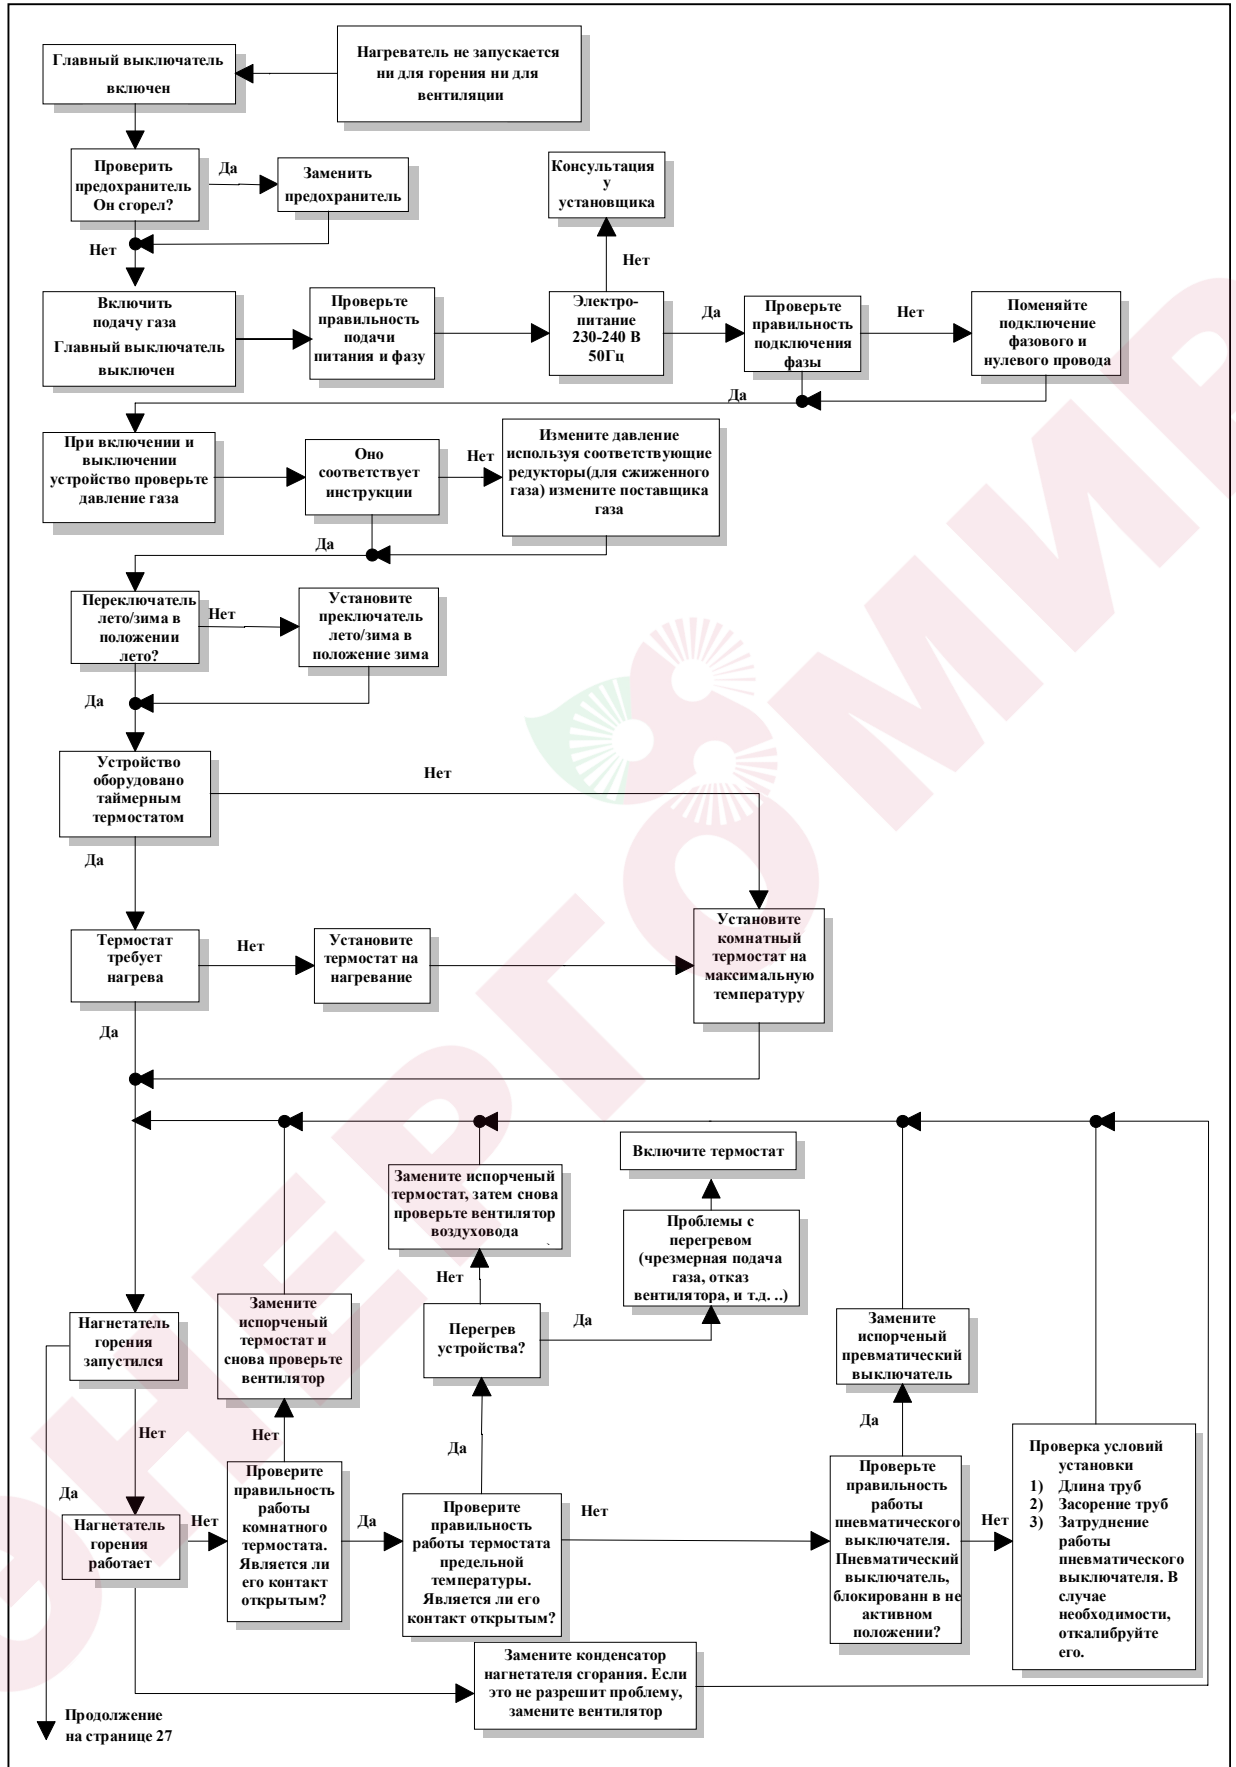 Нагреватель не запускается
ни для горения ни для
вентиляции
Главный выключатель
включен
Проверить
предохранитель
Он сгорел?
Да
Заменить
предохранитель
Нет
Консультация
у
установщика
Нет
Включить
подачу газа
Главный выключатель
выключен
Проверьте
правильность
подачи
питания и фазу
Электро-
питание
230-240 В
50Гц
Да
Проверьте
правильность
подключения
фазы
Нет
Поменяйте
подключение
фазового и
нулевого провода
Да
При включении и
выключении
устройство проверьте
давление газа
Оно
соответствует
инструкции
Нет
Измените давление
используя соответствующие
редукторы(для сжиженного
газа) измените поставщика
газа
Да
Переключатель
лето/зима в
положении
лето?
Нет
Установите
преключатель
лето/зима в
положение зима
Да
Устройство
оборудовано
таймерным
термостатом
Нет
Да
Термостат
требует
нагрева
Нет
Установите
термостат на
нагревание
Установите
комнатный
термостат на
максимальную
температуру
Да
Включите термостат
Замените испорченый
термостат, затем снова
проверьте вентилятор
воздуховода
Проблемы с
перегревом
(чрезмерная подача
газа, отказ
вентилятора, и т.д. ..)
Нет
Нагнетатель
горения
запустился
Замените
испорченый
термостат и
снова проверьте
вентилятор
Перегрев
устройства?
Да
Замените
испорченый
превматический
выключатель
Нет
Нет
Да
Да
Да
Нагнетатель
горения
работает
Нет
Проверите
правильность
работы
комнатного
термостата.
Является ли
его контакт
открытым?
Да
Проверите
правильность
работы термостата
предельной
температуры.
Является ли его
контакт открытым?
Нет
Проверьте
правильность
работы
пневматического
выключателя.
Пневматический
выключатель,
блокированн в не
активном
положении?
Нет
Проверка условий
установки
1) Длина труб
2) Засорение труб
3) Затруднение
работы
пневматического
выключателя. В
случае
необходимости,
откалибруйте
его.
Замените конденсатор
нагнетателя сгорания. Если
это не разрешит проблему,
замените вентилятор
Продолжение
на странице 27
ЭНЕРГОМИР